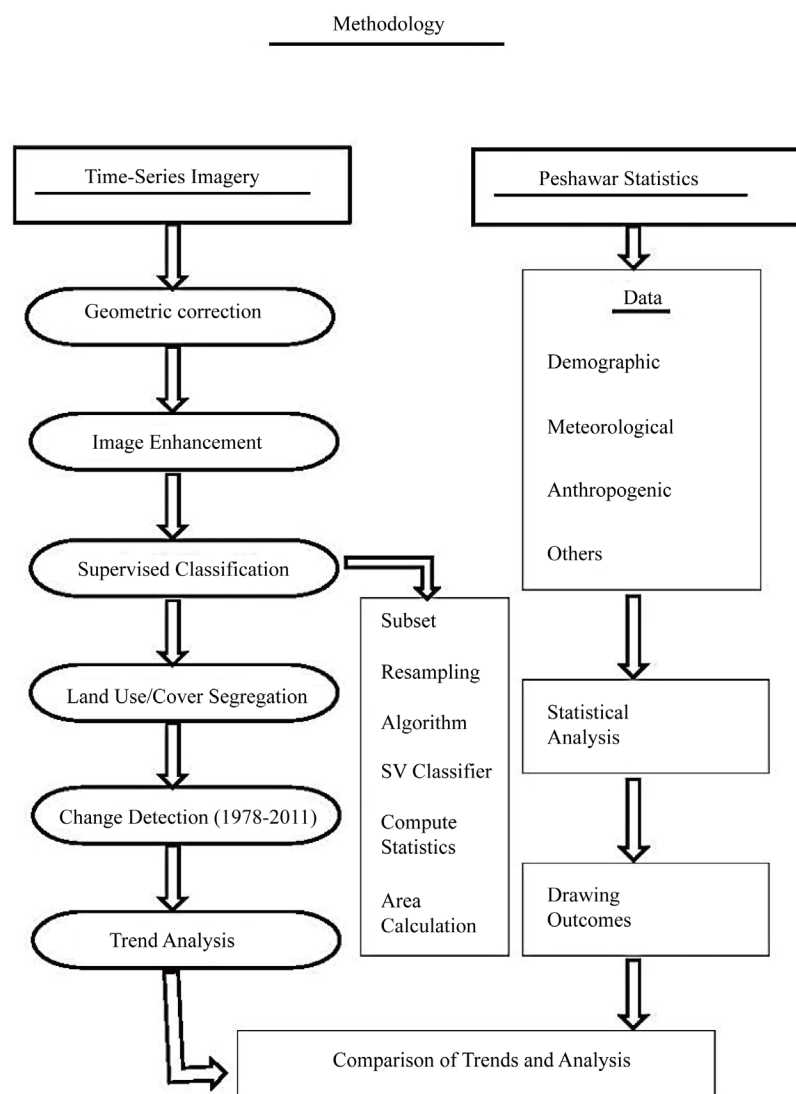 Methodology
Time-Series Imagery
Geometric correction
Image Enhancement
Supervised Classification
Land Use/Cover Segregation
Change Detection (1978-2011)
Trend Analysis
Subset
Resampling
Algorithm
SV Classifier
Compute
Statistics
Area
Calculation
Peshawar Statistics
Data
Demographic
Meteorological
Anthropogenic
Others
Statistical
Analysis
Drawing
Outcomes
Comparison of Trends and Analysis